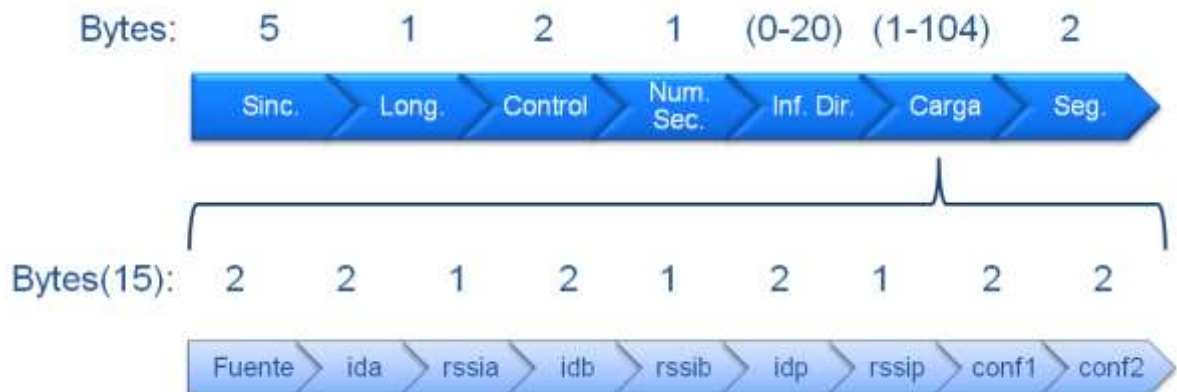 Bytes: 5 1 2 1 (0-20) (1-104) 2
Sinc. Long. Control Num. Sec. Inf. Dir. Carga Seg.
Bytes(15): 2 2 1 2 1 2 1 2 2
Fuente ida rssia idb rssib idp rssip conf1 conf2